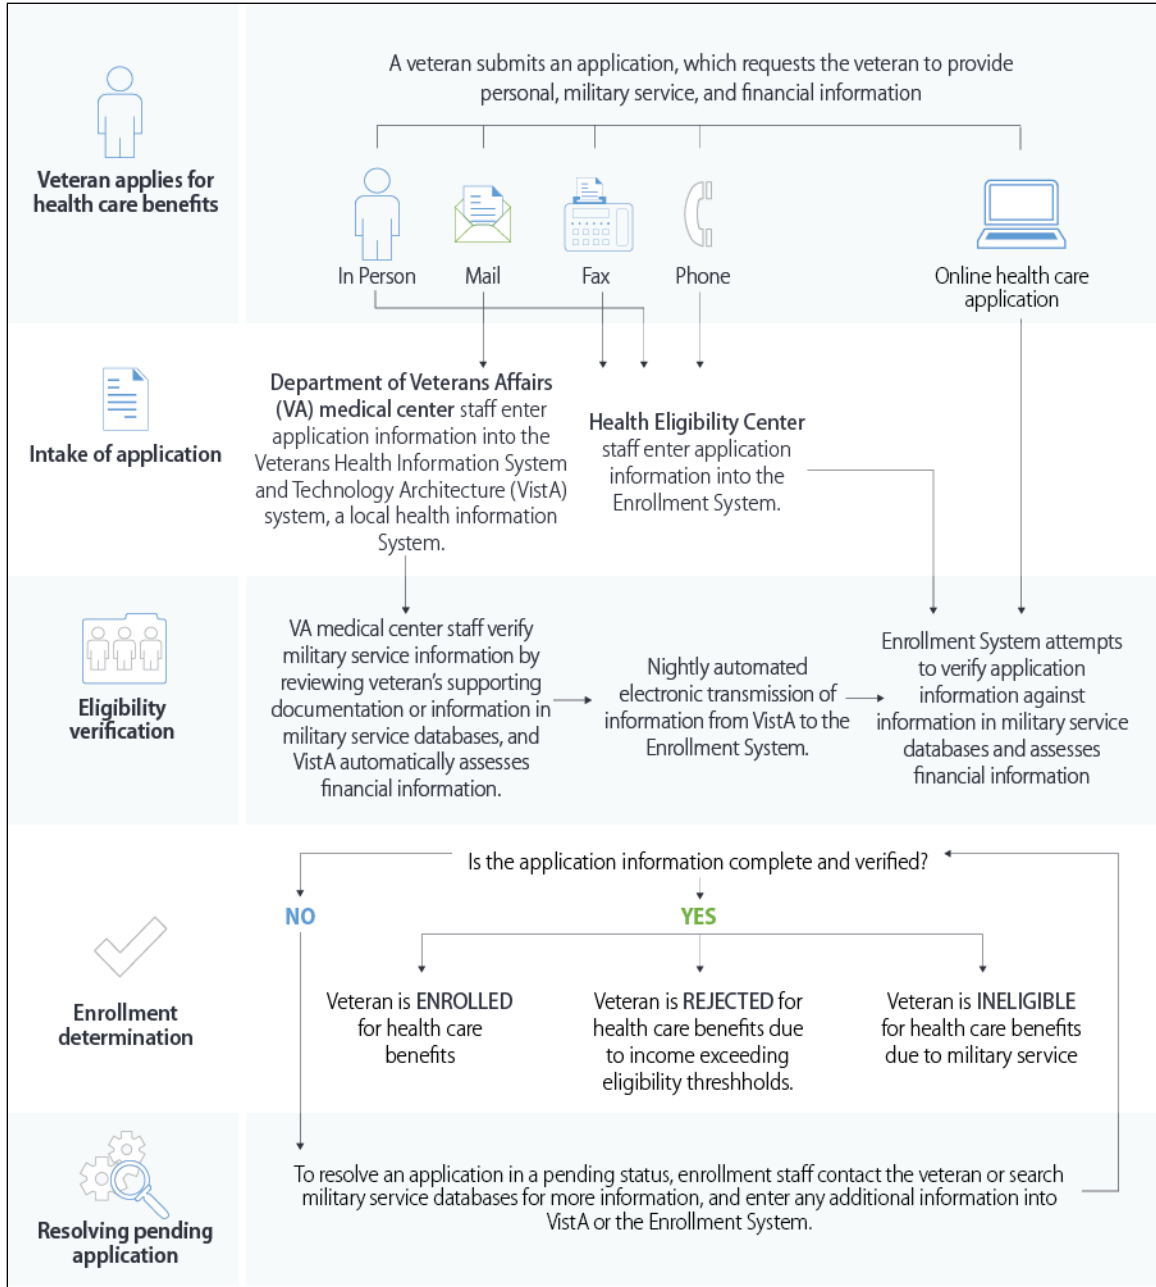 A veteran submits an application, which requests the veteran to provide
personal, military service, and financial information
Veteran applies for
health care benefits
In Person
Mail
Fax
Phone
Online health care
application
Intake of application
Department of Veterans Affairs
(VA) medical center staff enter
application information into the
Veterans Health Information System
and Technology Architecture (VistA)
system, a local health information
System.
Health Eligibility Center
staff enter application
information into the
Enrollment System.
Eligibility
verification
VA medical center staff verify
military service information by
reviewing veteran's supporting
documentation or information in
military service databases, and
VistA automatically assesses
financial information.
Nightly automated
electronic transmission of
information from VistA to the
Enrollment System.
Enrollment System attempts
to verify application
information against
information in military service
databases and assesses
financial information
Enrollment
determination
Is the application information complete and verified?
NO
YES
Veteran is ENROLLED
for health care
benefits
Veteran is REJECTED for
health care benefits due
to income exceeding
eligibility threshholds.
Veteran is INELIGIBLE
for health care benefits
due to military service
Resolving pending
application
To resolve an application in a pending status, enrollment staff contact the veteran or search
military service databases for more information, and enter any additional information into
VistA or the Enrollment System.